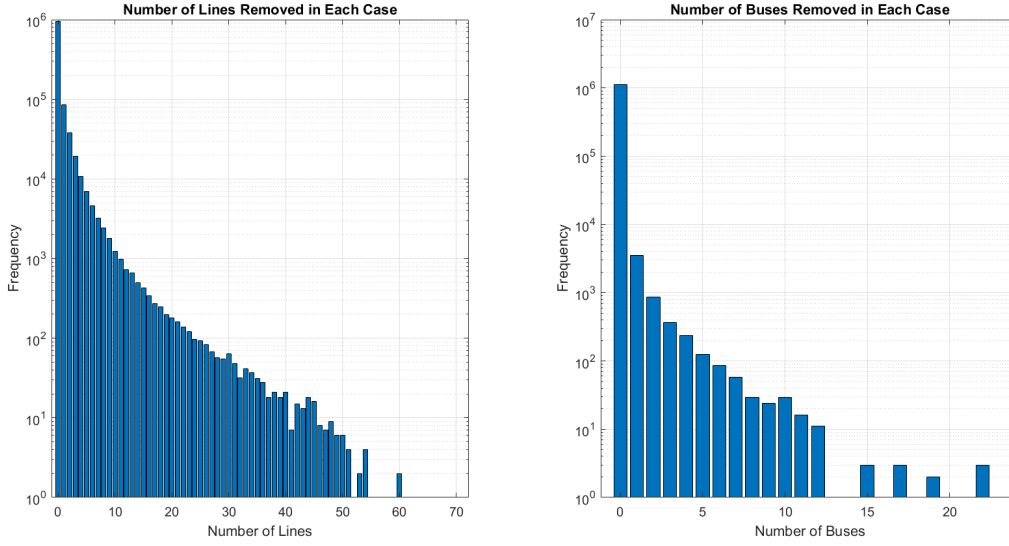 Number of Lines Removed in Each Case
10^6
10^5
10^4
10^3
10^2
10^1
10^0
Frequency
0 10 20 30 40 50 60 70
Number of Lines
Number of Buses Removed in Each Case
10^7
10^6
10^5
10^4
10^3
10^2
10^1
10^0
Frequency
0 5 10 15 20
Number of Buses